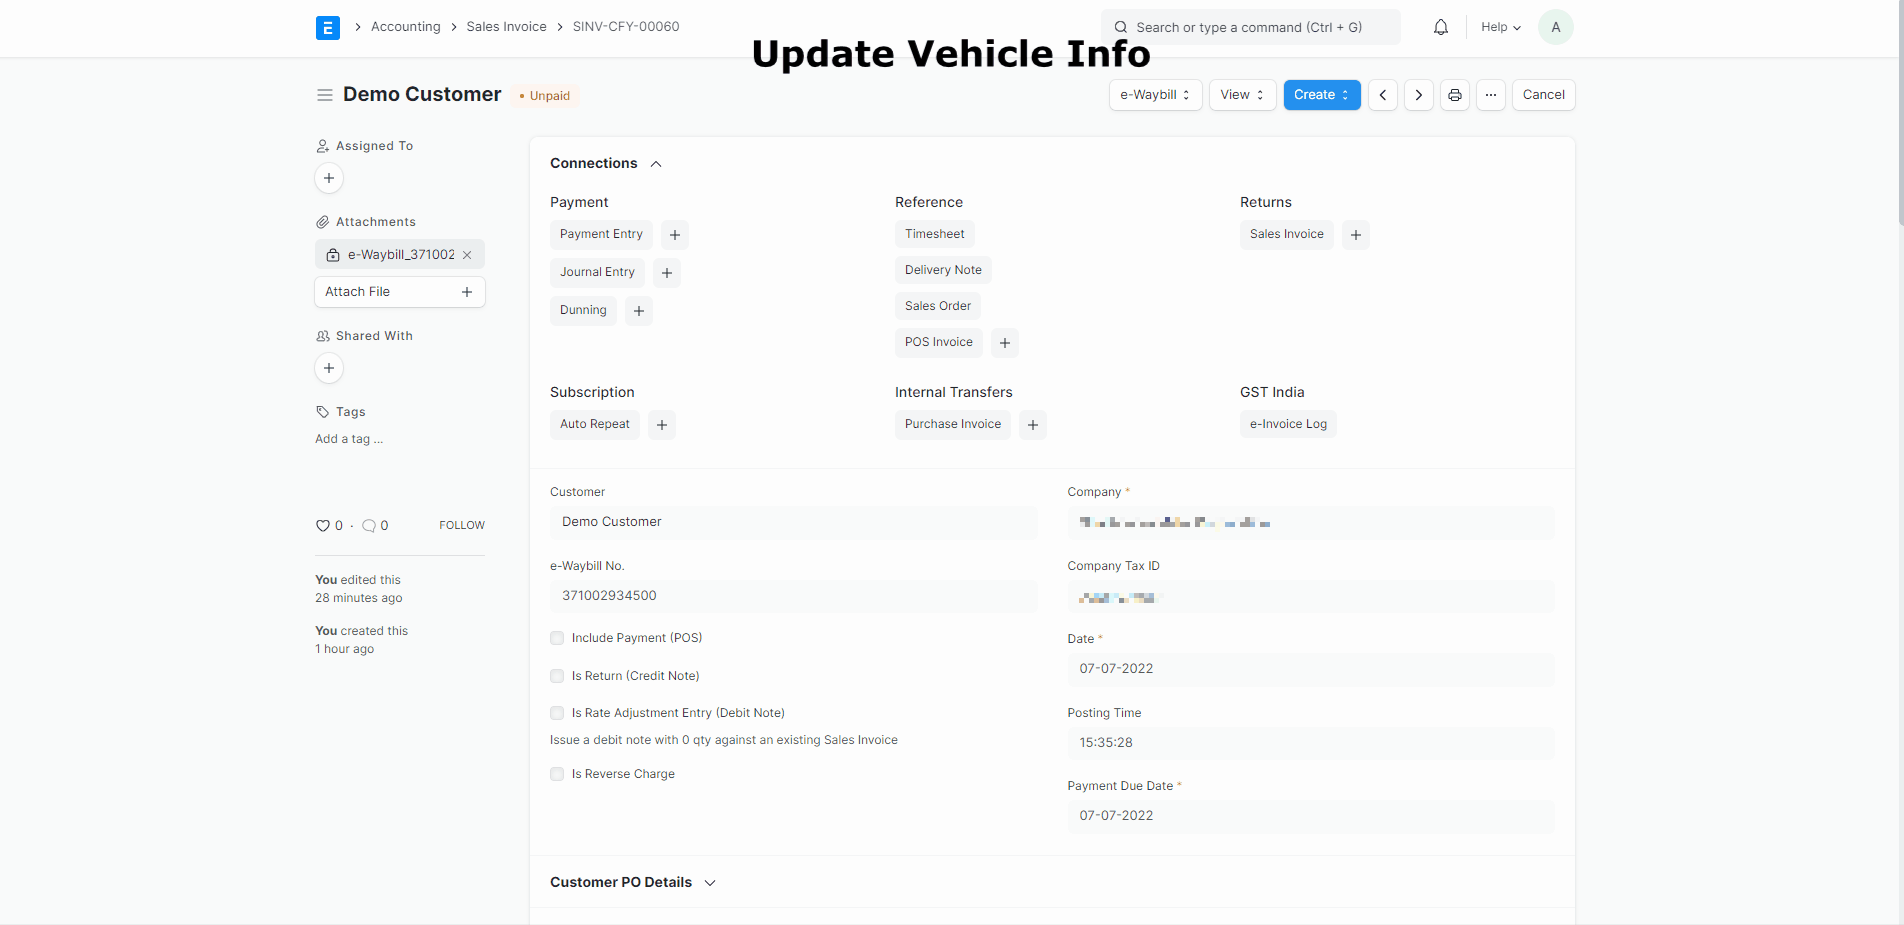 E
Accounting
Sales Invoice
SINV-CFY-00060
Search or type a command (Ctrl + G)
Help
A
Update Vehicle Info
Demo Customer
Unpaid
e-Waybill
View
Create
Cancel
Assigned To
Attachments
e-Waybill_371002
Attach File
Shared With
Tags
Add a tag ...
0 · 0
FOLLOW
You edited this
28 minutes ago
You created this
1 hour ago
Connections
Payment
Payment Entry
Journal Entry
Dunning
Reference
Timesheet
Delivery Note
Sales Order
POS Invoice
Returns
Sales Invoice
Subscription
Auto Repeat
Internal Transfers
Purchase Invoice
GST India
e-Invoice Log
Customer
Demo Customer
e-Waybill No.
371002934500
Include Payment (POS)
Is Return (Credit Note)
Is Rate Adjustment Entry (Debit Note)
Issue a debit note with 0 qty against an existing Sales Invoice
Is Reverse Charge
Company *
Company Tax ID
Date *
07-07-2022
Posting Time
15:35:28
Payment Due Date *
07-07-2022
Customer PO Details